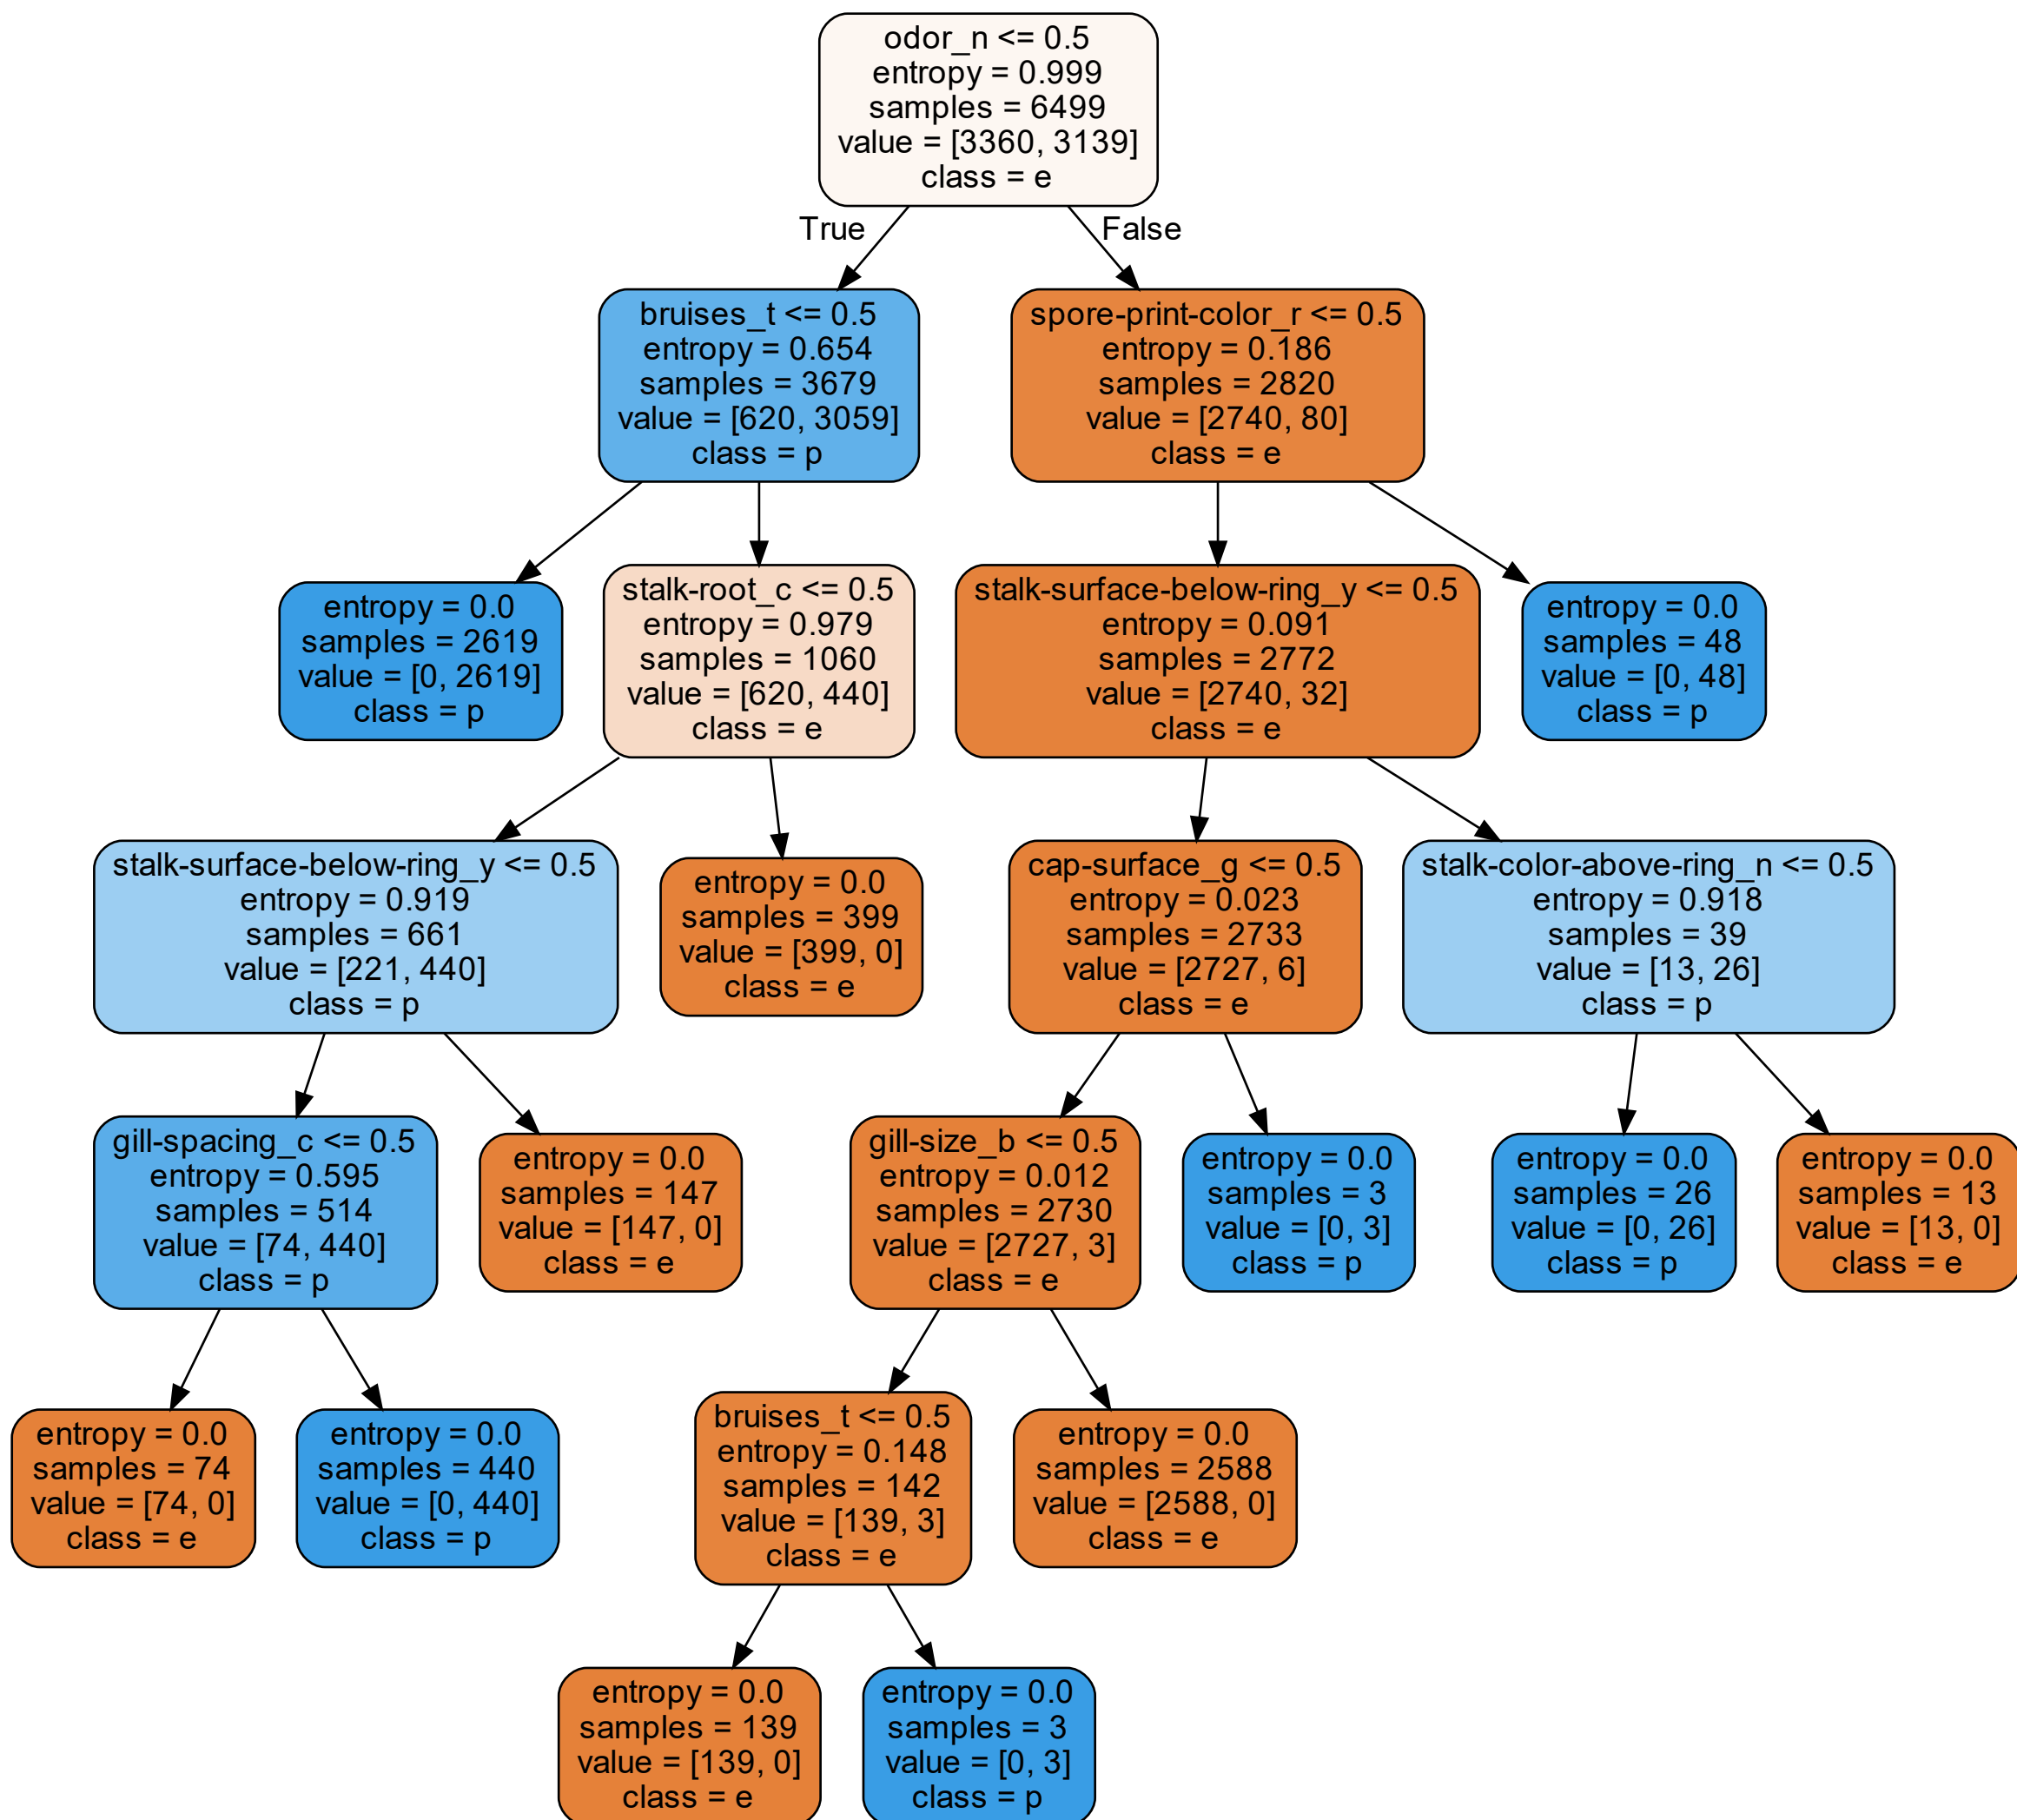 odor_n <= 0.5
entropy = 0.999
samples = 6499
value = [3360, 3139]
class = e
True
False
bruises_t <= 0.5
entropy = 0.654
samples = 3679
value = [620, 3059]
class = p
spore-print-color_r <= 0.5
entropy = 0.186
samples = 2820
value = [2740, 80]
class = e
entropy = 0.0
samples = 2619
value = [0, 2619]
class = p
stalk-root_c <= 0.5
entropy = 0.979
samples = 1060
value = [620, 440]
class = e
stalk-surface-below-ring_y <= 0.5
entropy = 0.091
samples = 2772
value = [2740, 32]
class = e
entropy = 0.0
samples = 48
value = [0, 48]
class = p
stalk-surface-below-ring_y <= 0.5
entropy = 0.919
samples = 661
value = [221, 440]
class = p
entropy = 0.0
samples = 399
value = [399, 0]
class = e
cap-surface_g <= 0.5
entropy = 0.023
samples = 2733
value = [2727, 6]
class = e
stalk-color-above-ring_n <= 0.5
entropy = 0.918
samples = 39
value = [13, 26]
class = p
gill-spacing_c <= 0.5
entropy = 0.595
samples = 514
value = [74, 440]
class = p
entropy = 0.0
samples = 147
value = [147, 0]
class = e
gill-size_b <= 0.5
entropy = 0.012
samples = 2730
value = [2727, 3]
class = e
entropy = 0.0
samples = 3
value = [0, 3]
class = p
entropy = 0.0
samples = 26
value = [0, 26]
class = p
entropy = 0.0
samples = 13
value = [13, 0]
class = e
entropy = 0.0
samples = 74
value = [74, 0]
class = e
entropy = 0.0
samples = 440
value = [0, 440]
class = p
bruises_t <= 0.5
entropy = 0.148
samples = 142
value = [139, 3]
class = e
entropy = 0.0
samples = 2588
value = [2588, 0]
class = e
entropy = 0.0
samples = 139
value = [139, 0]
class = e
entropy = 0.0
samples = 3
value = [0, 3]
class = p